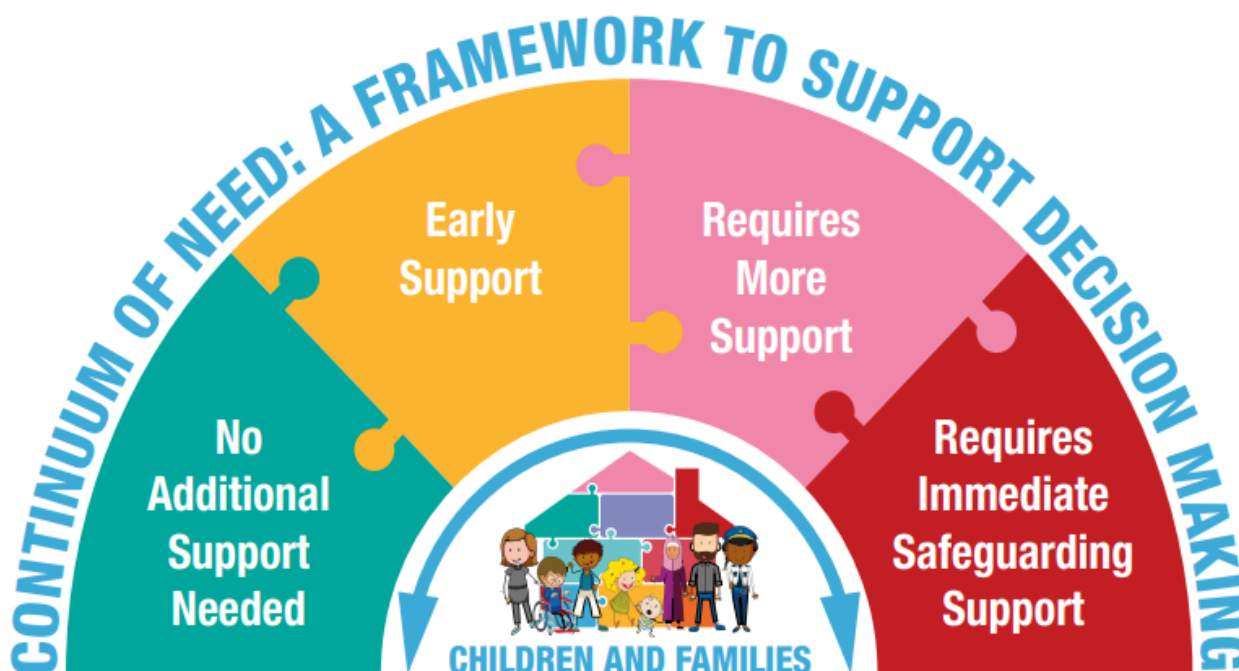 CONTINUUM OF NEED: A FRAMEWORK TO SUPPORT DECISION MAKING
No
Additional
Support
Needed
Early
Support
Requires
More
Support
Requires
Immediate
Safeguarding
Support
CHILDREN AND FAMILIES